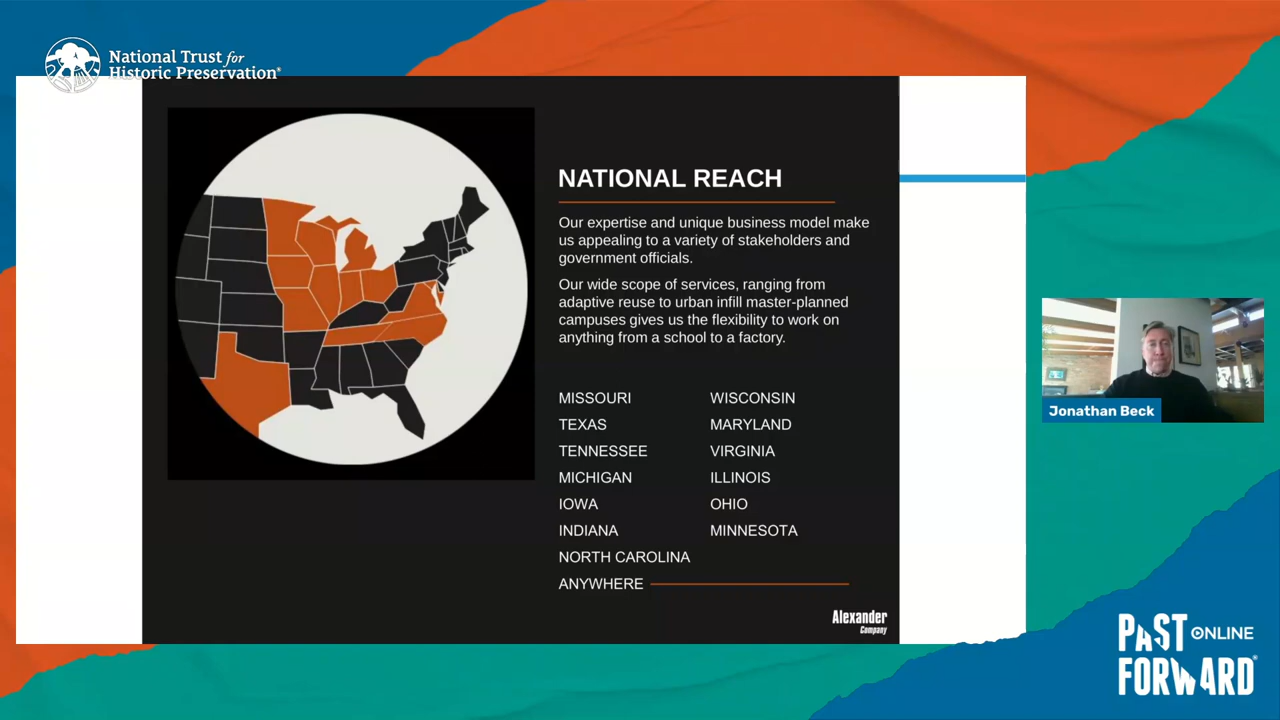 National Trust for
Historic Preservation®
NATIONAL REACH
Our expertise and unique business model make
us appealing to a variety of stakeholders and
government officials.
Our wide scope of services, ranging from
adaptive reuse to urban infill master-planned
campuses gives us the flexibility to work on
anything from a school to a factory.
MISSOURI
TEXAS
TENNESSEE
MICHIGAN
IOWA
INDIANA
NORTH CAROLINA
ANYWHERE
WISCONSIN
MARYLAND
VIRGINIA
ILLINOIS
OHIO
MINNESOTA
Alexander
Company
Jonathan Beck
PAST ONLINE
FORWARD®